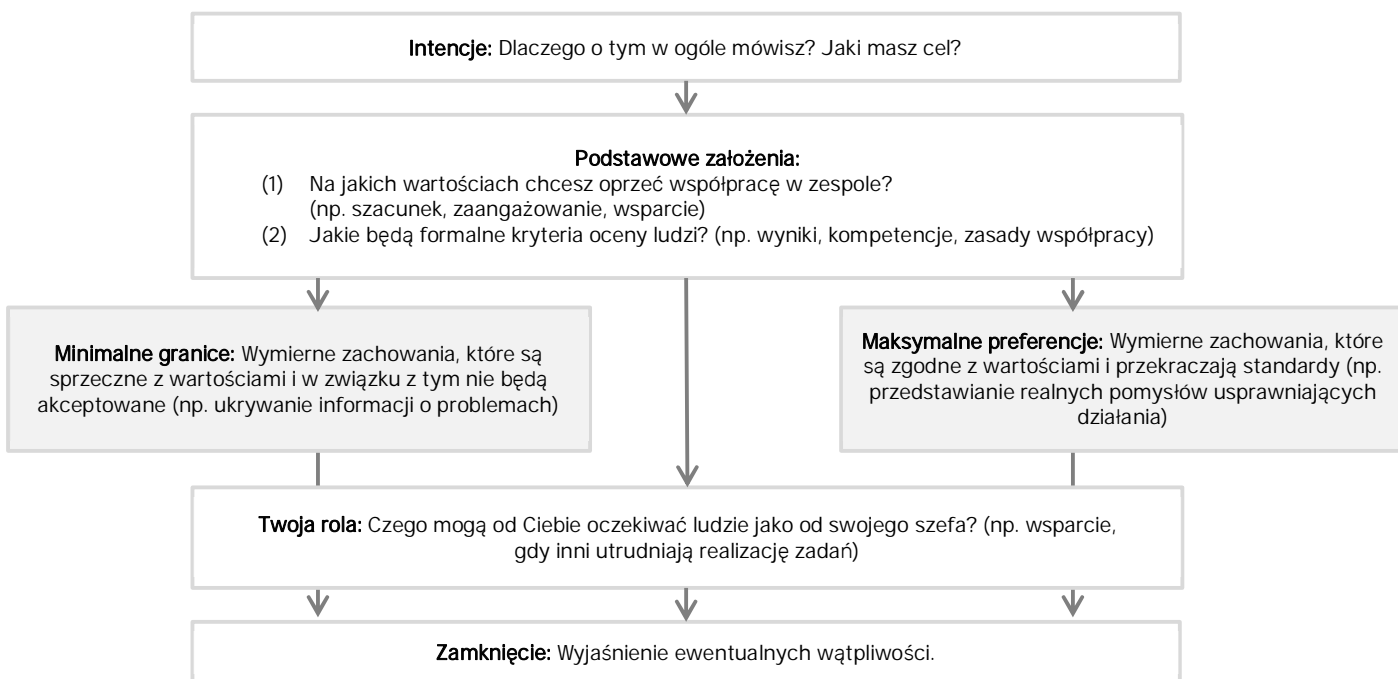 Intencje: Dlaczego o tym w ogóle mówisz? Jaki masz cel?
Podstawowe założenia:
(1) Na jakich wartościach chcesz oprzeć współpracę w zespole?
(np. szacunek, zaangażowanie, wsparcie)
(2) Jakie będą formalne kryteria oceny ludzi? (np. wyniki, kompetencje, zasady współpracy)
Minimalne granice: Wymierne zachowania, które są
sprzeczne z wartościami i w związku z tym nie będą
akceptowane (np. ukrywanie informacji o problemach)
Maksymalne preferencje: Wymierne zachowania, które
są zgodne z wartościami i przekraczają standardy (np.
przedstawianie realnych pomysłów usprawniających
działania)
Twoja rola: Czego mogą od Ciebie oczekiwać ludzie jako od swojego szefa? (np. wsparcie,
gdy inni utrudniają realizację zadań)
Zamknięcie: Wyjaśnienie ewentualnych wątpliwości.